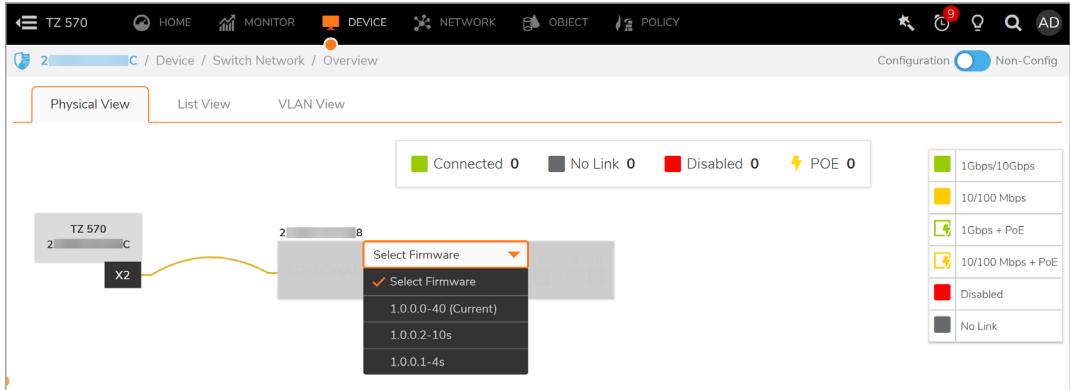 TZ 570 HOME MONITOR DEVICE NETWORK OBJECT POLICY 9 AD
2 C / Device / Switch Network / Overview Configuration Non-Config
Physical View List View VLAN View
Connected 0 No Link 0 Disabled 0 POE 0
1Gbps/10Gbps
10/100 Mbps
1Gbps + PoE
10/100 Mbps + PoE
Disabled
No Link
TZ 570
2 C
X2
2 8
Select Firmware
Select Firmware
1.0.0.0-40 (Current)
1.0.0.2-10s
1.0.0.1-4s